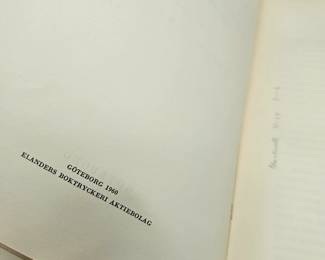 GÖTEBORG 1960
ELANDERS BOKTRYCKERI AKTIEBOLAG